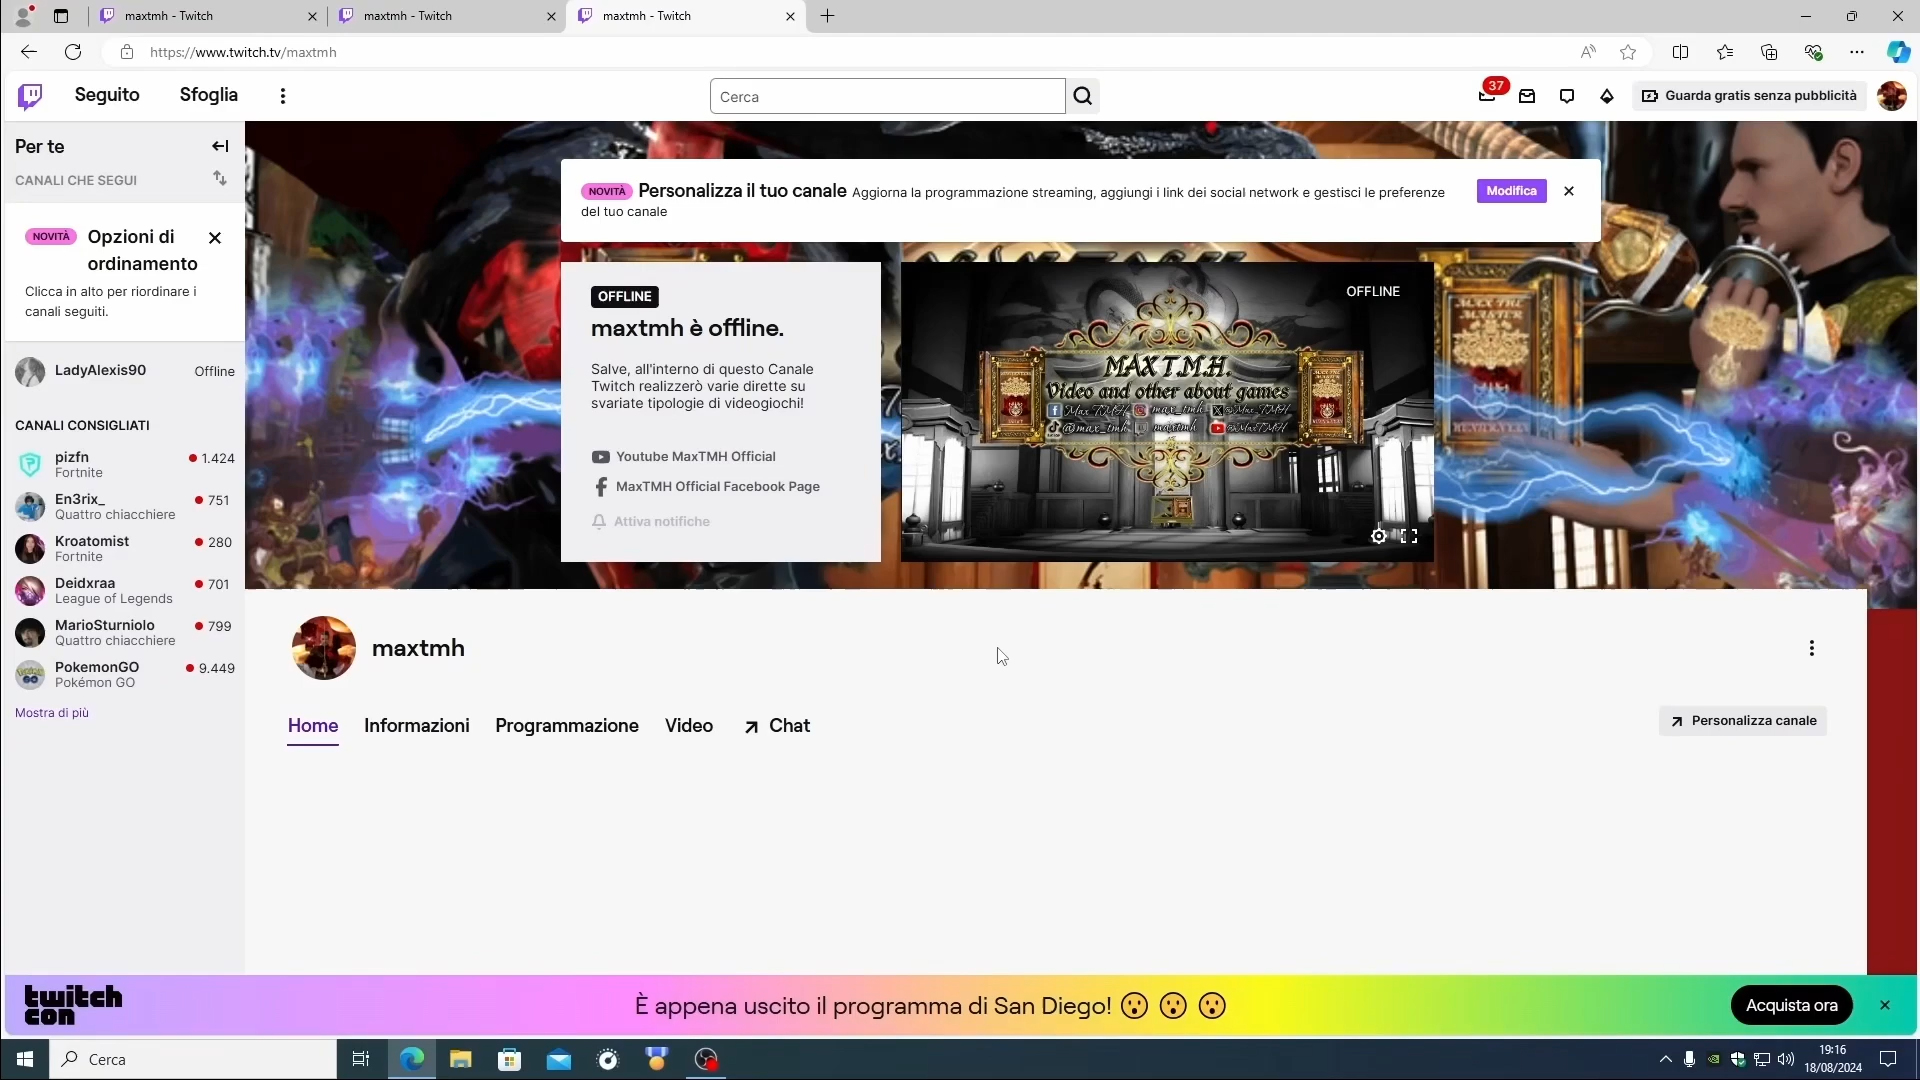 maxtmh - Twitch
maxtmh - Twitch
maxtmh - Twitch
https://www.twitch.tv/maxtmh
Seguito
Sfoglia
Cerca
37
Guarda gratis senza pubblicità
Per te
CANALI CHE SEGUI
NOVITÀ
Opzioni di
ordinamento
Clicca in alto per riordinare i
canali seguiti.
LadyAlexis90
Offline
CANALI CONSIGLIATI
pizfn
1.424
Fortnite
En3rix_
751
Quattro chiacchiere
Kroatomist
280
Fortnite
Deidxraa
701
League of Legends
MarioSturniolo
799
Quattro chiacchiere
PokemonGO
9.449
Pokémon GO
Mostra di più
NOVITÀ Personalizza il tuo canale Aggiorna la programmazione streaming, aggiungi i link dei social network e gestisci le preferenze
del tuo canale
Modifica
OFFLINE
maxtmh è offline.
Salve, all'interno di questo Canale
Twitch realizzerò varie dirette su
svariate tipologie di videogiochi!
Youtube MaxTMH Official
MaxTMH Official Facebook Page
Attiva notifiche
OFFLINE
MAX T.M.H.
Video and other about games
Max TMH max_tmh @Max_TMH
@max_tmh maxtmh @MaxTMH
maxtmh
Home
Informazioni
Programmazione
Video
Chat
Personalizza canale
twitch
con
È appena uscito il programma di San Diego! 😮 😮 😮
Acquista ora
Cerca
19:16
18/08/2024